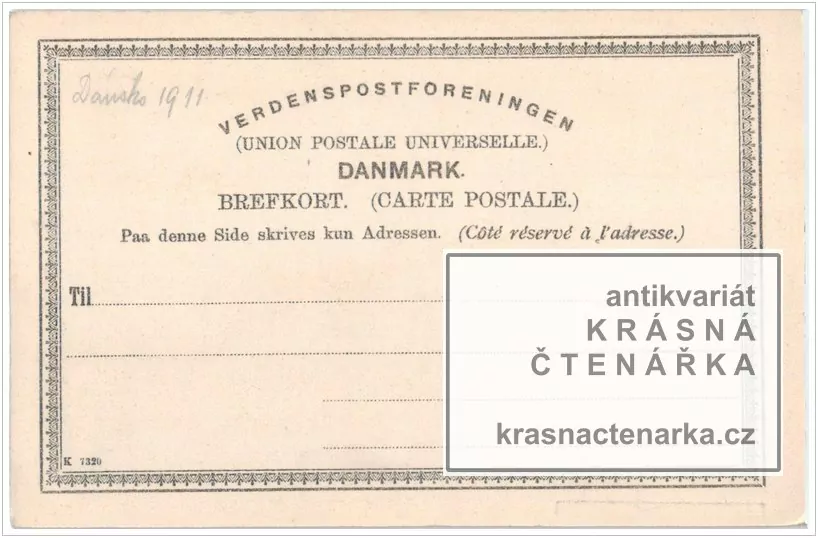 Dánsko 1911
VERDENSPOSTFORENINGEN
(UNION POSTALE UNIVERSELLE.)
DANMARK.
BREFKORT. (CARTE POSTALE.)
Paa denne Side skrives kun Adressen. (Côté réservé à l'adresse.)
Til
antikvariát
KRÁSNÁ
ČTENÁŘKA
krasnactenarka.cz
K 7320